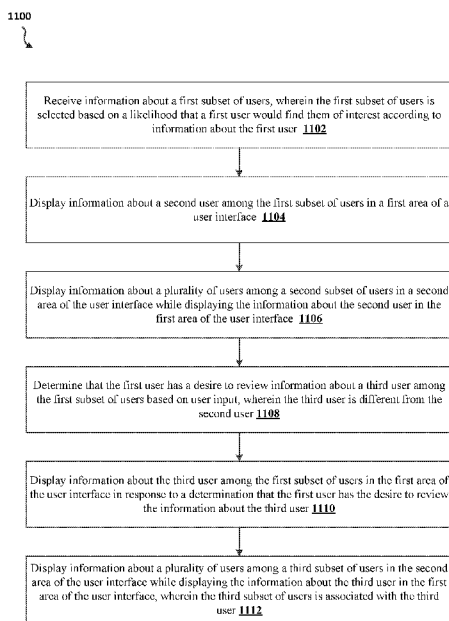 1100
Receive information about a first subset of users, wherein the first subset of users is
selected based on a likelihood that a first user would find them of interest according to
information about the first user 1102
Display information about a second user among the first subset of users in a first area of a
user interface 1104
Display information about a plurality of users among a second subset of users in a second
area of the user interface while displaying the information about the second user in the
first area of the user interface 1106
Determine that the first user has a desire to review information about a third user among
the first subset of users based on user input, wherein the third user is different from the
second user 1108
Display information about the third user among the first subset of users in the first area of
the user interface in response to a determination that the first user has the desire to review
the information about the third user 1110
Display information about a plurality of users among a third subset of users in the second
area of the user interface while displaying the information about the third user in the first
area of the user interface, wherein the third subset of users is associated with the third
user 1112